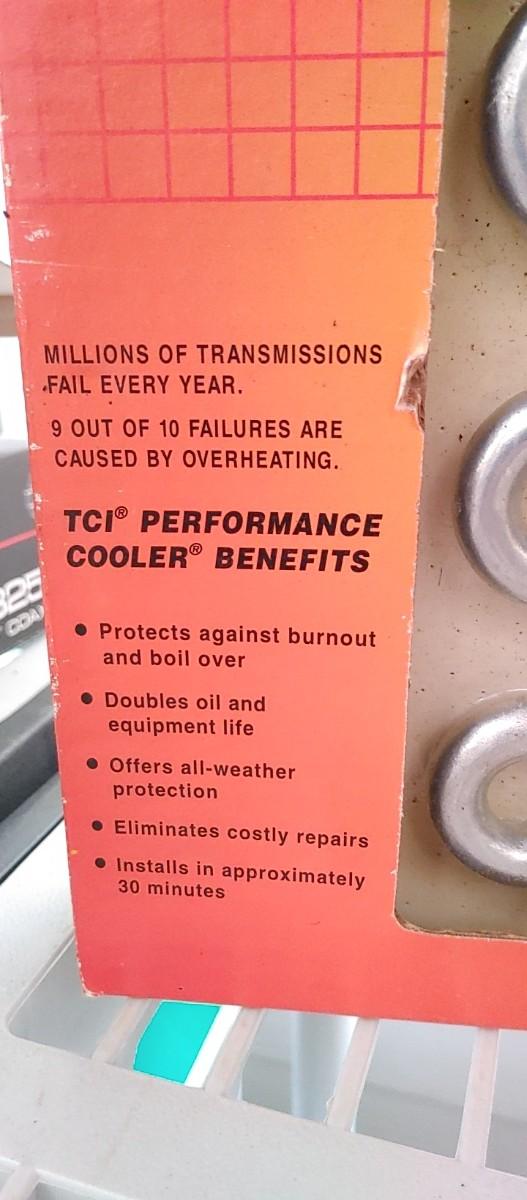 MILLIONS OF TRANSMISSIONS
FAIL EVERY YEAR.
9 OUT OF 10 FAILURES ARE
CAUSED BY OVERHEATING.
TCI® PERFORMANCE
COOLER® BENEFITS
• Protects against burnout
and boil over
• Doubles oil and
equipment life
• Offers all-weather
protection
• Eliminates costly repairs
• Installs in approximately
30 minutes